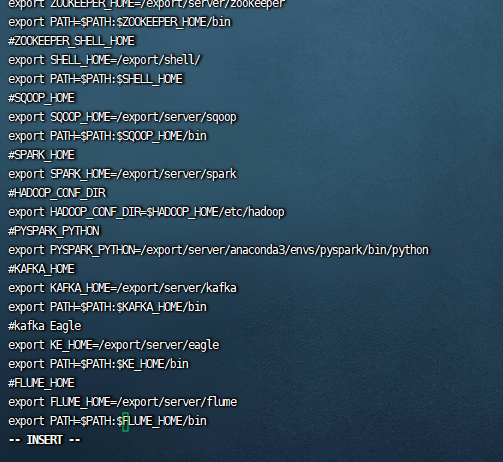 export ZOOKEEPER_HOME=/export/server/zookeeper
export PATH=$PATH:$ZOOKEEPER_HOME/bin
#ZOOKEEPER_SHELL_HOME
export SHELL_HOME=/export/shell/
export PATH=$PATH:$SHELL_HOME
#SQOOP_HOME
export SQOOP_HOME=/export/server/sqoop
export PATH=$PATH:$SQOOP_HOME/bin
#SPARK_HOME
export SPARK_HOME=/export/server/spark
#HADOOP_CONF_DIR
export HADOOP_CONF_DIR=$HADOOP_HOME/etc/hadoop
#PYSPARK_PYTHON
export PYSPARK_PYTHON=/export/server/anaconda3/envs/pyspark/bin/python
#KAFKA_HOME
export KAFKA_HOME=/export/server/kafka
export PATH=$PATH:$KAFKA_HOME/bin
#kafka Eagle
export KE_HOME=/export/server/eagle
export PATH=$PATH:$KE_HOME/bin
#FLUME_HOME
export FLUME_HOME=/export/server/flume
export PATH=$PATH:$FLUME_HOME/bin
-- INSERT --